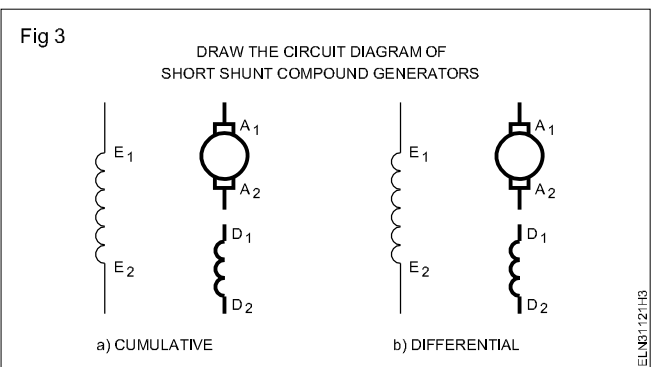 Fig 3
DRAW THE CIRCUIT DIAGRAM OF
SHORT SHUNT COMPOUND GENERATORS
E1
A1
A2
E2
D1
D2
E1
A1
A2
E2
D1
D2
a) CUMULATIVE
b) DIFFERENTIAL
ELN31121H3